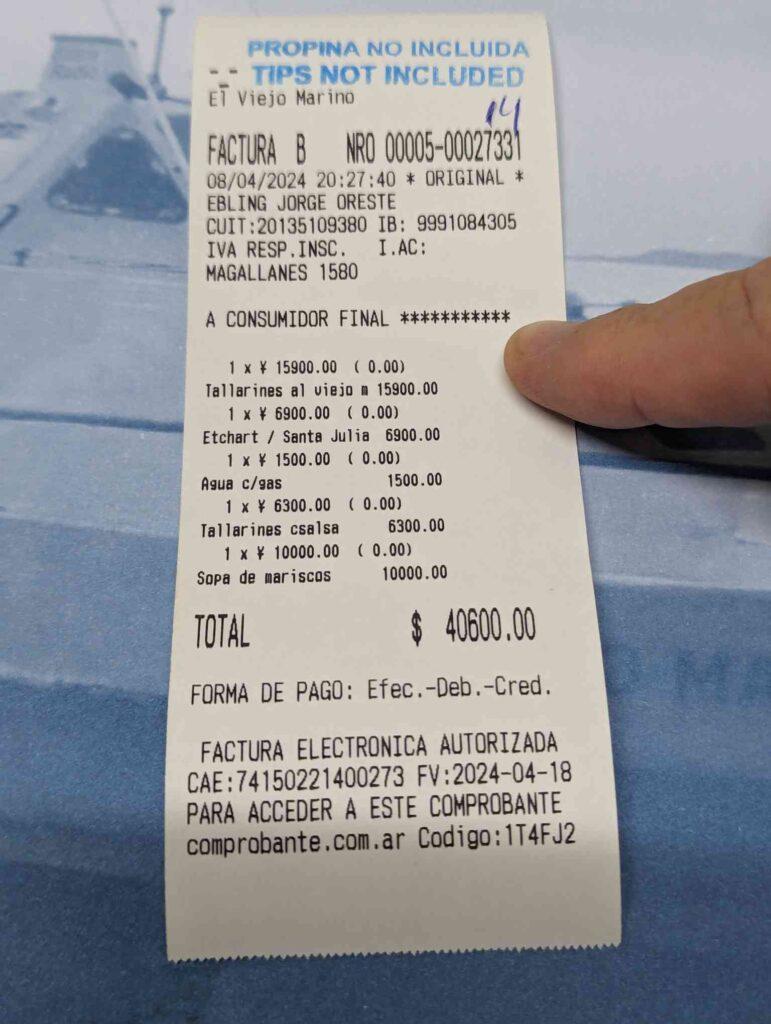 PROPINA NO INCLUIDA
TIPS NOT INCLUDED
El Viejo Marino
14
FACTURA B NRO 00005-00027331
08/04/2024 20:27:40 * ORIGINAL *
EBLING JORGE ORESTE
CUIT:20135109380 IB: 9991084305
IVA RESP.INSC. I.AC:
MAGALLANES 1580
A CONSUMIDOR FINAL ***********
1 x ¥ 15900.00 ( 0.00)
Tallarines al viejo m 15900.00
1 x ¥ 6900.00 ( 0.00)
Etchart / Santa Julia 6900.00
1 x ¥ 1500.00 ( 0.00)
Agua c/gas 1500.00
1 x ¥ 6300.00 ( 0.00)
Tallarines csalsa 6300.00
1 x ¥ 10000.00 ( 0.00)
Sopa de mariscos 10000.00
TOTAL $ 40600.00
FORMA DE PAGO: Efec.-Deb.-Cred.
FACTURA ELECTRONICA AUTORIZADA
CAE:74150221400273 FV:2024-04-18
PARA ACCEDER A ESTE COMPROBANTE
comprobante.com.ar Codigo:1T4FJ2